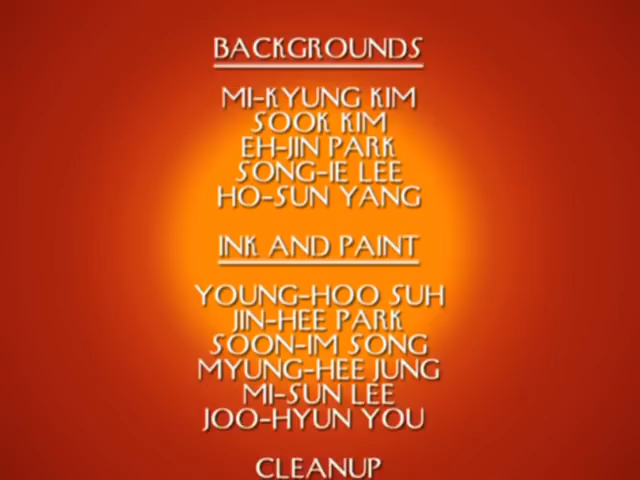 BACKGROUNDS
MI-KYUNG KIM
SOOK KIM
EH-JIN PARK
SONG-IE LEE
HO-SUN YANG
INK AND PAINT
YOUNG-HOO SUH
JIN-HEE PARK
SOON-IM SONG
MYUNG-HEE JUNG
MI-SUN LEE
JOO-HYUN YOU
CLEANUP